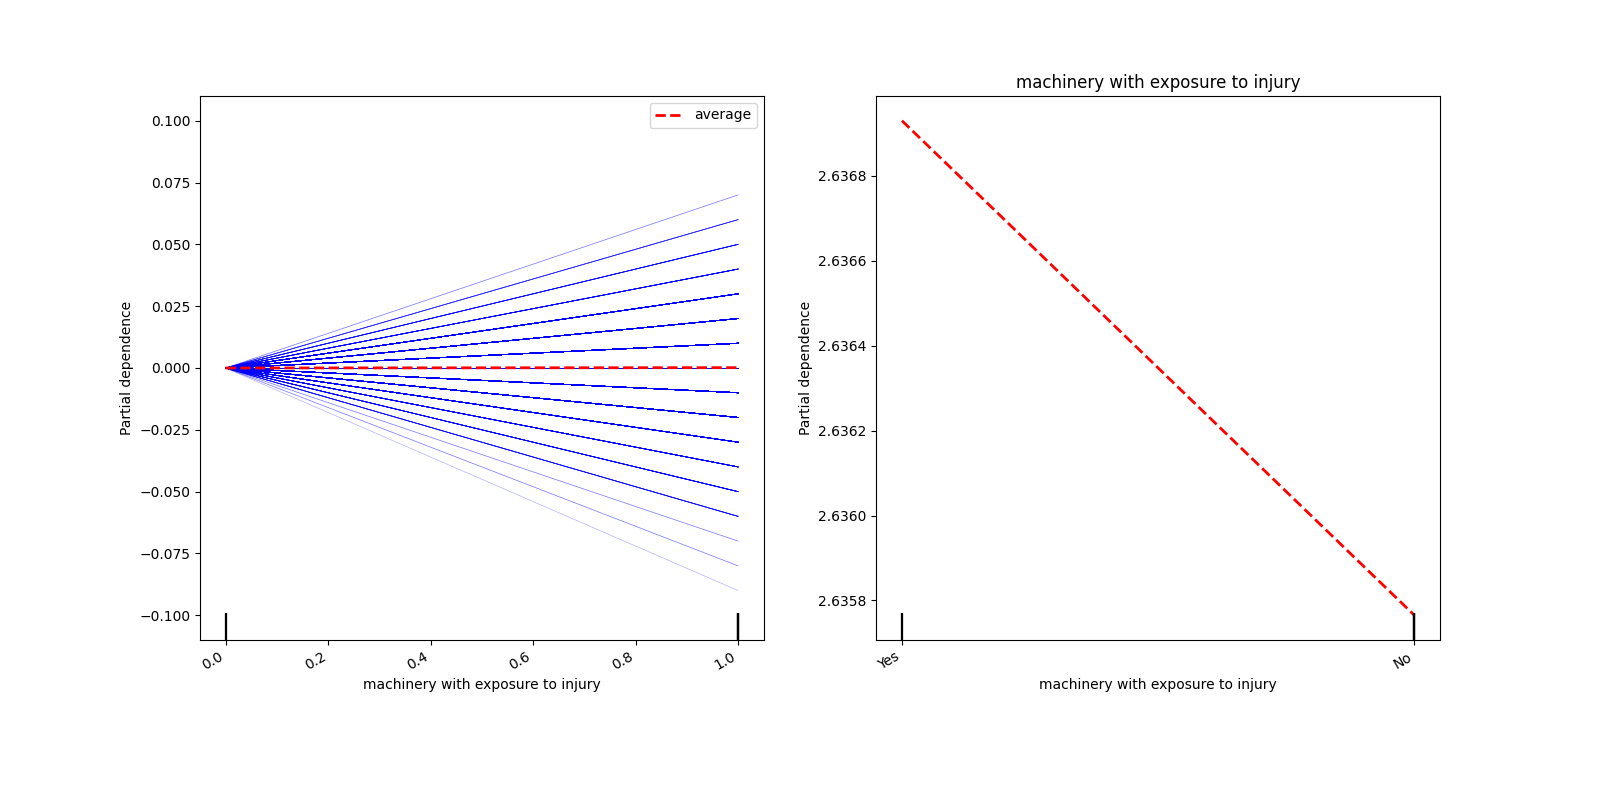 average
0.100
0.075
0.050
0.025
0.000
−0.025
−0.050
−0.075
−0.100
Partial dependence
0.0
0.2
0.4
0.6
0.8
1.0
machinery with exposure to injury
machinery with exposure to injury
2.6368
2.6366
2.6364
2.6362
2.6360
2.6358
Partial dependence
Yes
No
machinery with exposure to injury